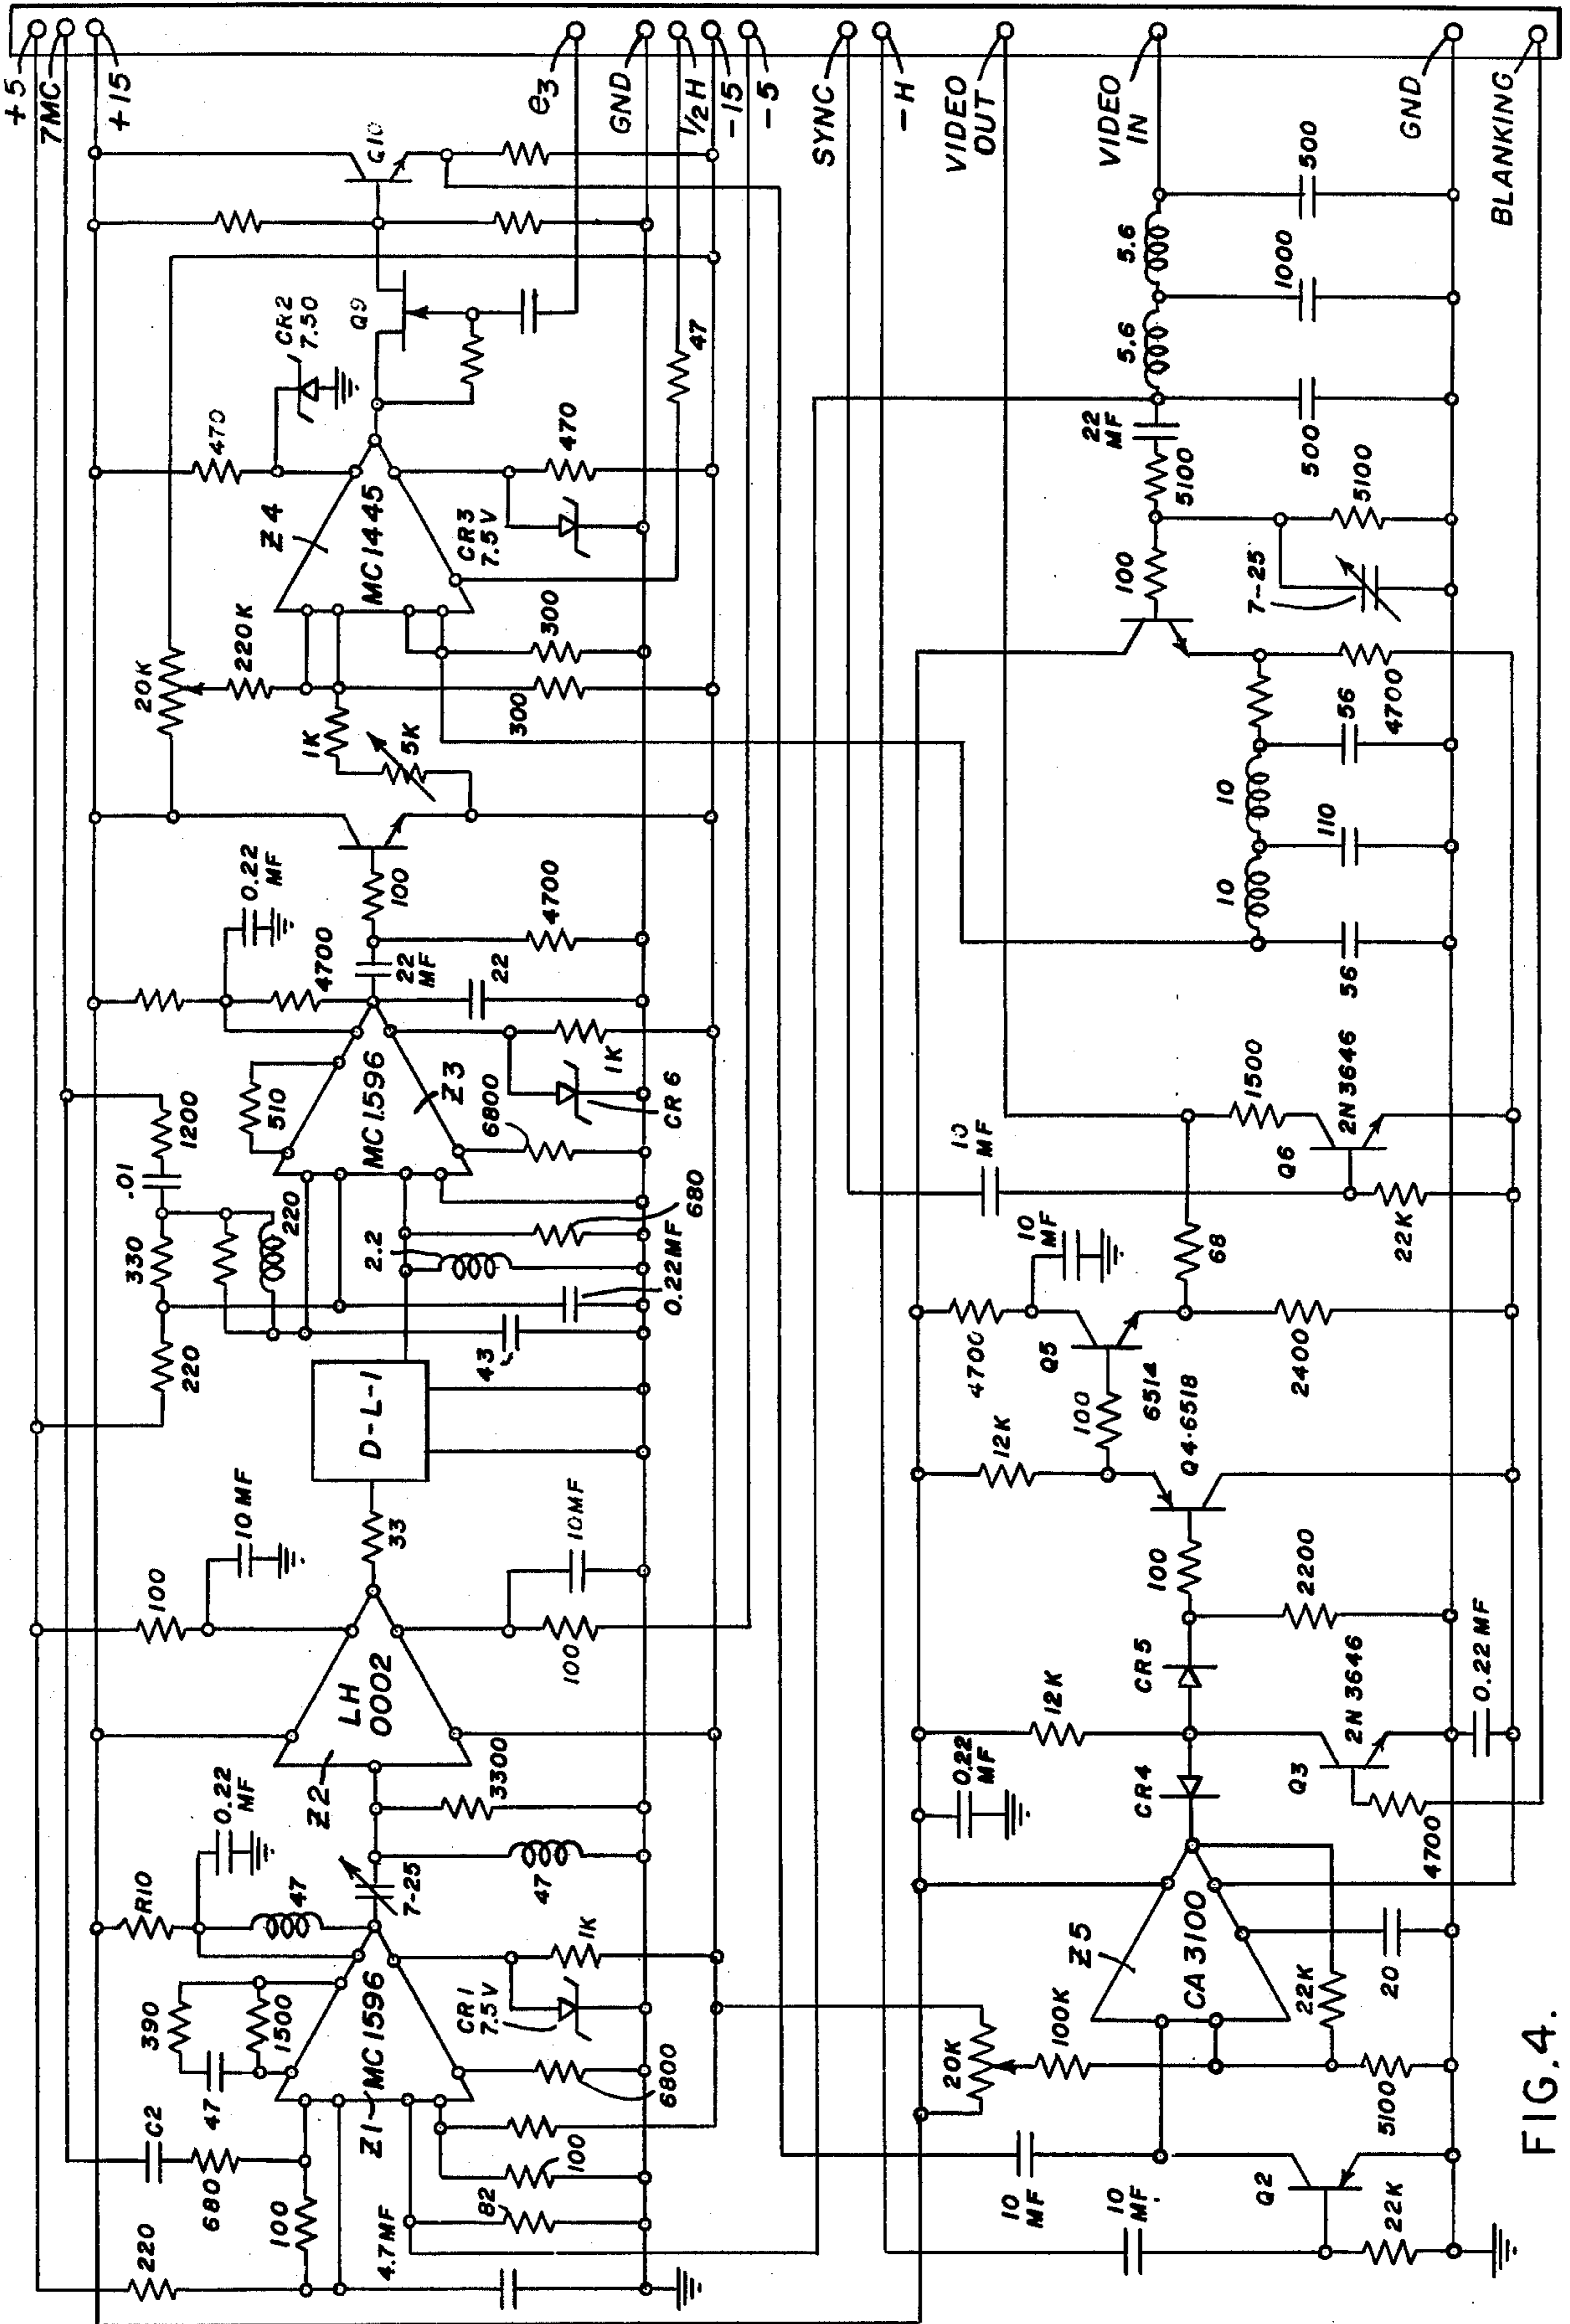 +5
7MC
+15
e3
GND
½H
-15
-5
SYNC
-H
VIDEO
OUT
VIDEO
IN
GND
BLANKING
220
680
C2
100
47
390
1500
R10
0.22
MF
47
Z1
MC1596
7-25
4.7MF
82
100
6800
CR1
7.5V
1K
47
3300
Z2
LH
0002
100
10MF
33
100
10MF
D-L-1
220
330
.01
1200
220
2.2
43
0.22MF
680
510
MC1596
Z3
6800
CR6
1K
4700
0.22
MF
22
MF
22
100
4700
20K
220K
1K
5K
300
300
Z4
MC1445
470
CR2
7.50
CR3
7.5V
470
47
Q9
Q10
10
MF
10
MF
Q2
22K
20K
100K
5100
22K
Z5
CA3100
20
0.22
MF
CR4
12K
CR5
Q3
2N3646
4700
0.22MF
100
2200
12K
Q4-6518
100
6514
Q5
4700
10
MF
2400
68
10
MF
Q6
22K
1500
2N3646
10
10
56
110
56
4700
100
7-25
5100
5100
22
MF
5.6
5.6
500
1000
500
FIG.4.